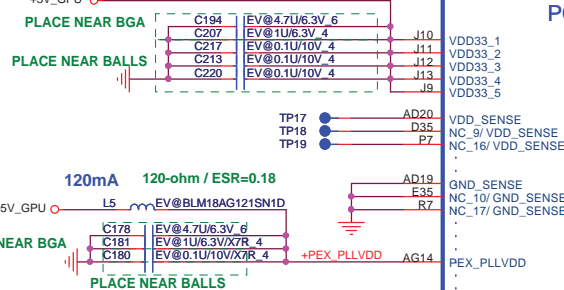 +3V_GPU
PLACE NEAR BGA
C194 EV@4.7U/6.3V_6
C207 EV@1U/6.3V_4
C217 EV@0.1U/10V_4
C213 EV@0.1U/10V_4
C220 EV@0.1U/10V_4
PLACE NEAR BALLS
J10 VDD33_1
J11 VDD33_2
J12 VDD33_3
J13 VDD33_4
J9 VDD33_5
TP17 AD20 VDD_SENSE
TP18 D35 NC_9/ VDD_SENSE
TP19 P7 NC_16/ VDD_SENSE
AD19 GND_SENSE
E35 NC_10/ GND_SENSE
R7 NC_17/ GND_SENSE
120mA 120-ohm / ESR=0.18
5V_GPU L5 EV@BLM18AG121SN1D
C178 EV@4.7U/6.3V_6
NEAR BGA C181 EV@1U/6.3V/X7R_4
C180 EV@0.1U/10V/X7R_4
+PEX_PLLVDD AG14 PEX_PLLVDD
PLACE NEAR BALLS